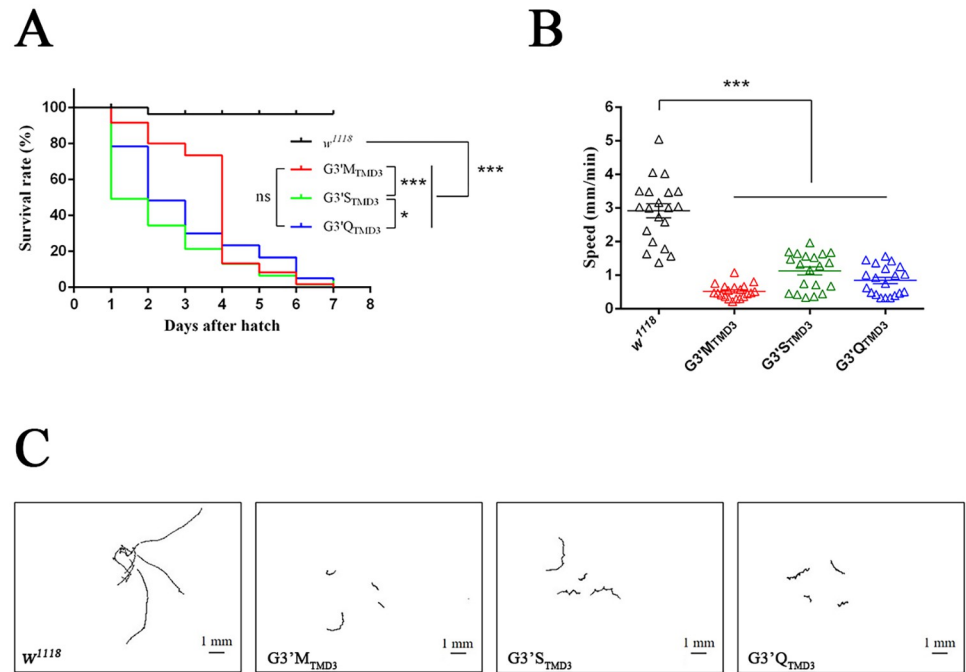 A
B
Survival rate (%)
100
80
60
40
20
0
0 1 2 3 4 5 6 7 8
Days after hatch
w1118
G3'MTMD3
G3'STMD3
G3'QTMD3
ns
***
*
***
Speed (mm/min)
6
5
4
3
2
1
0
***
w1118
G3'MTMD3
G3'STMD3
G3'QTMD3
C
w1118 1 mm
G3'MTMD3 1 mm
G3'STMD3 1 mm
G3'QTMD3 1 mm